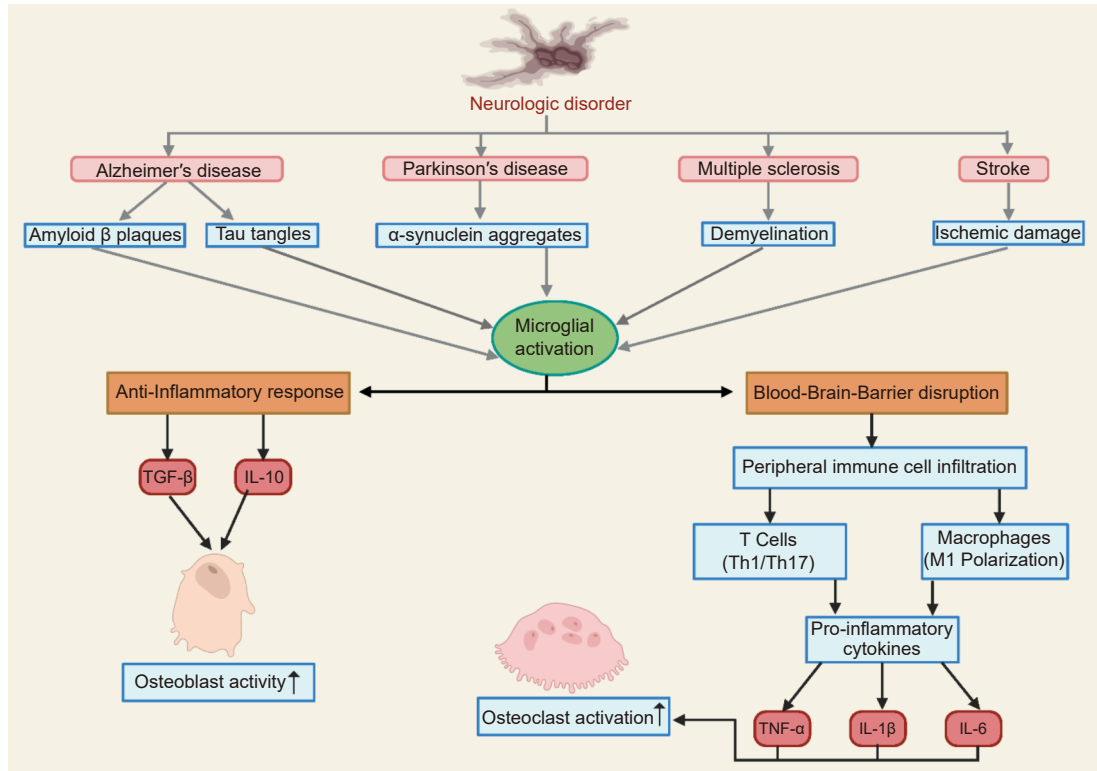 Neurologic disorder
Alzheimer's disease
Parkinson's disease
Multiple sclerosis
Stroke
Amyloid β plaques
Tau tangles
α-synuclein aggregates
Demyelination
Ischemic damage
Microglial
activation
Anti-Inflammatory response
Blood-Brain-Barrier disruption
TGF-β
IL-10
Peripheral immune cell infiltration
T Cells
(Th1/Th17)
Macrophages
(M1 Polarization)
Pro-inflammatory
cytokines
Osteoblast activity↑
Osteoclast activation↑
TNF-α
IL-1β
IL-6